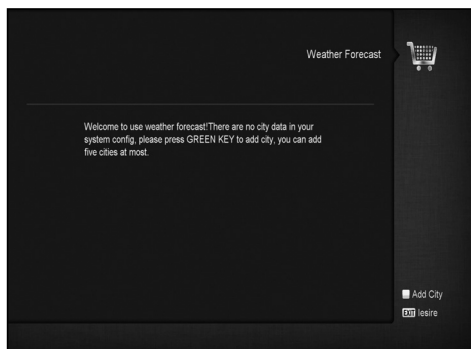 Weather Forecast
Welcome to use weather forecast!There are no city data in your
system config, please press GREEN KEY to add city, you can add
five cities at most.
Add City
EXIT Iesire